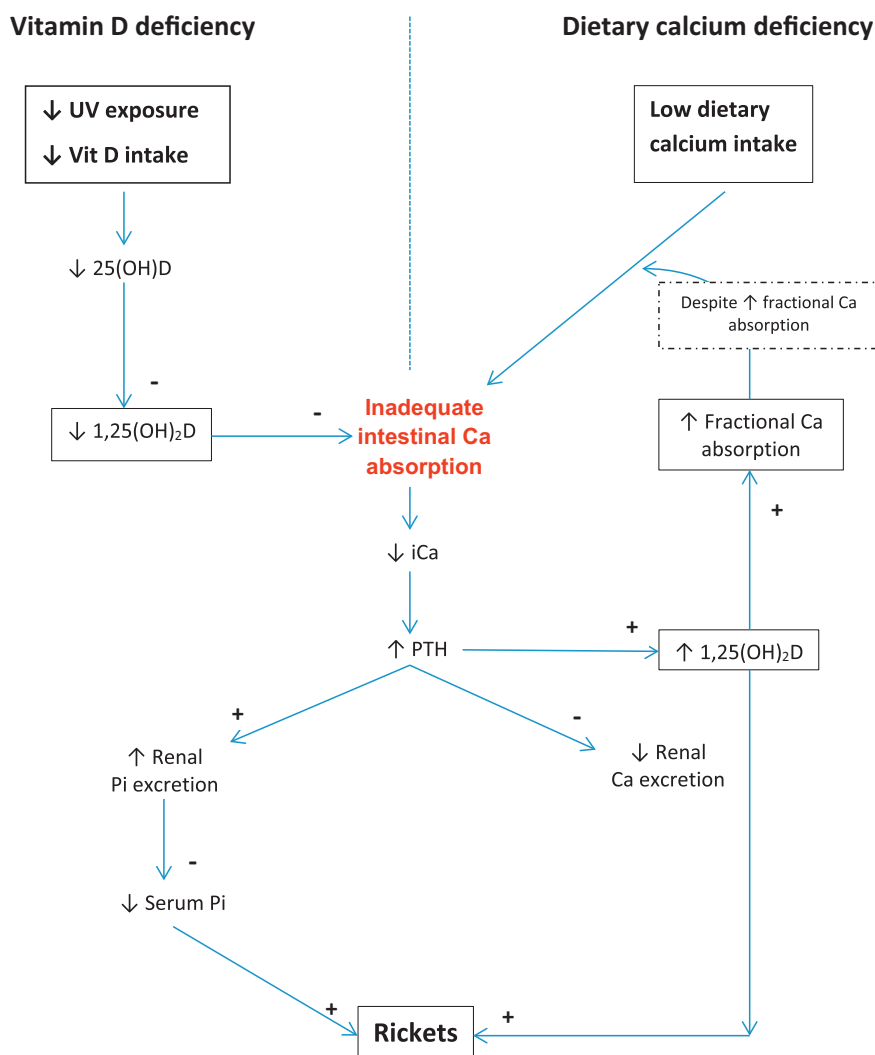 Vitamin D deficiency
Dietary calcium deficiency
↓ UV exposure
↓ Vit D intake
Low dietary
calcium intake
↓ 25(OH)D
Despite ↑ fractional Ca
absorption
-
↓ 1,25(OH)₂D
-
Inadequate
intestinal Ca
absorption
↑ Fractional Ca
absorption
+
↓ iCa
↑ PTH
+
↑ 1,25(OH)₂D
+
-
↑ Renal
Pi excretion
↓ Renal
Ca excretion
-
↓ Serum Pi
+
Rickets
+